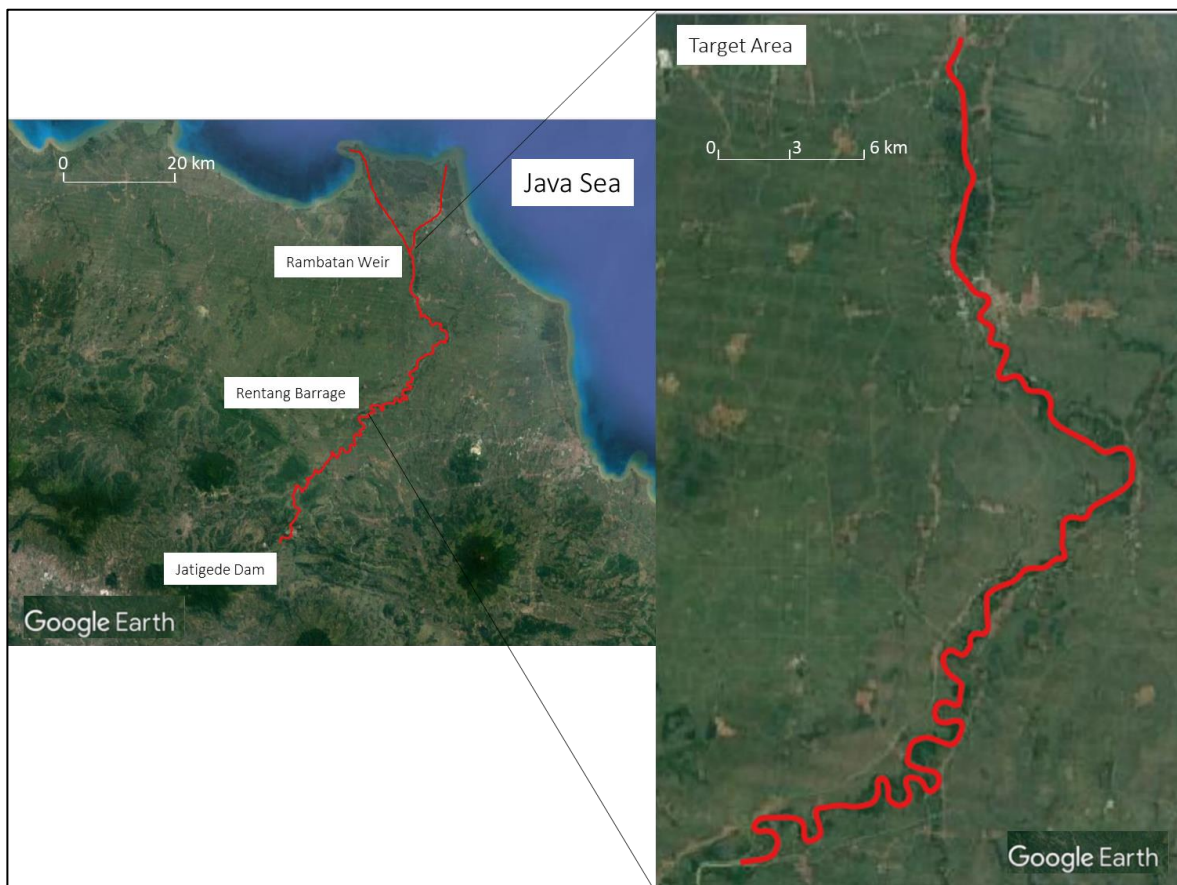 0 20 km
Java Sea
Rambatan Weir
Rentang Barrage
Jatigede Dam
Google Earth
Target Area
0 3 6 km
Google Earth